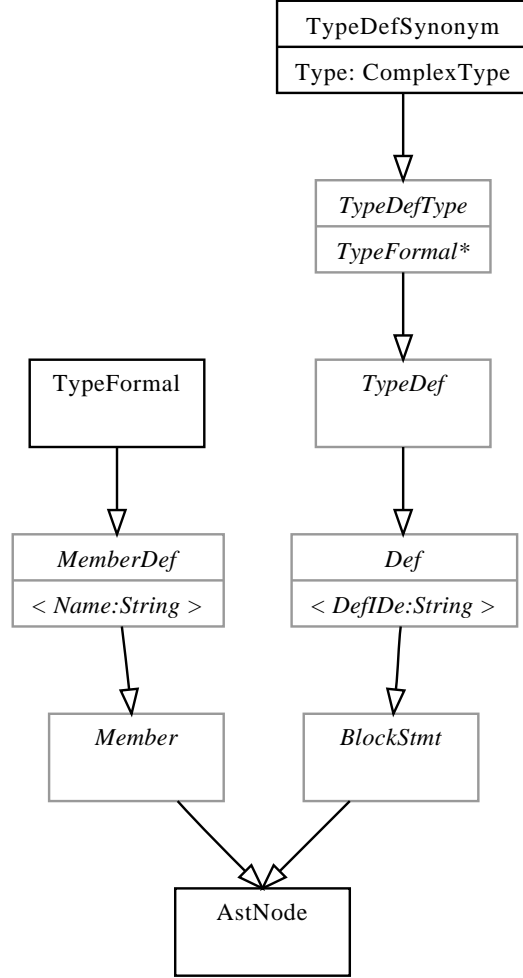 TypeDefSynonym
Type: ComplexType
TypeDefType
TypeFormal*
TypeFormal
TypeDef
MemberDef
< Name:String >
Def
< DefIDe:String >
Member
BlockStmt
AstNode